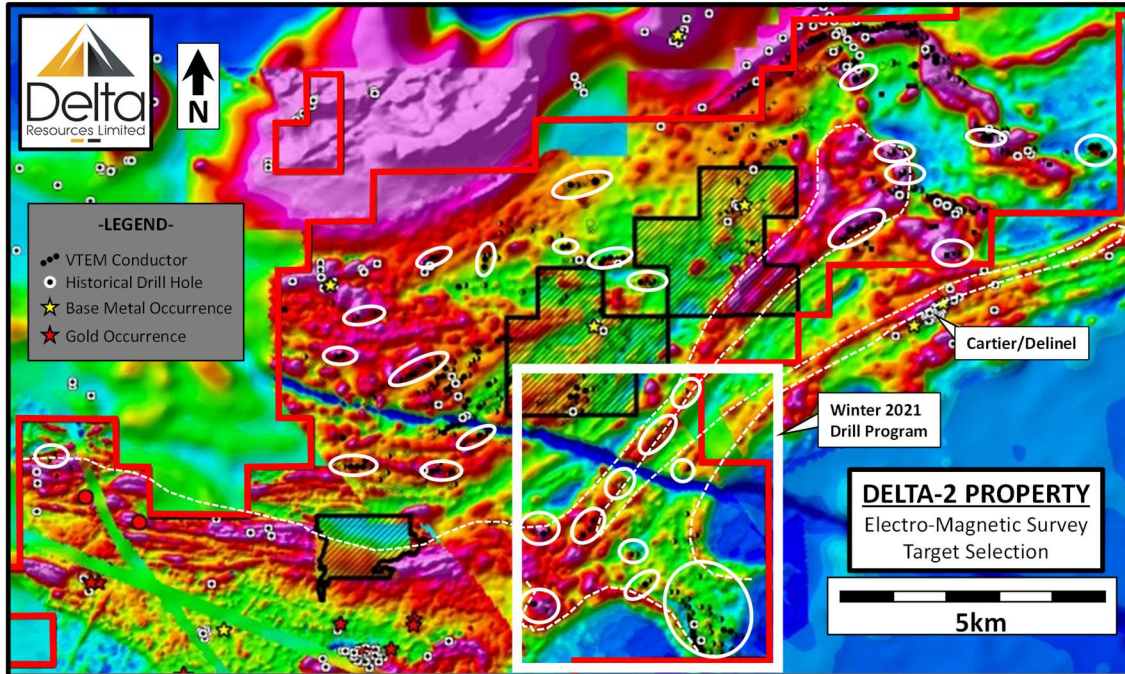 Delta
Resources Limited
N
-LEGEND-
VTEM Conductor
Historical Drill Hole
Base Metal Occurrence
Gold Occurrence
Cartier/Delinel
Winter 2021
Drill Program
DELTA-2 PROPERTY
Electro-Magnetic Survey
Target Selection
5km